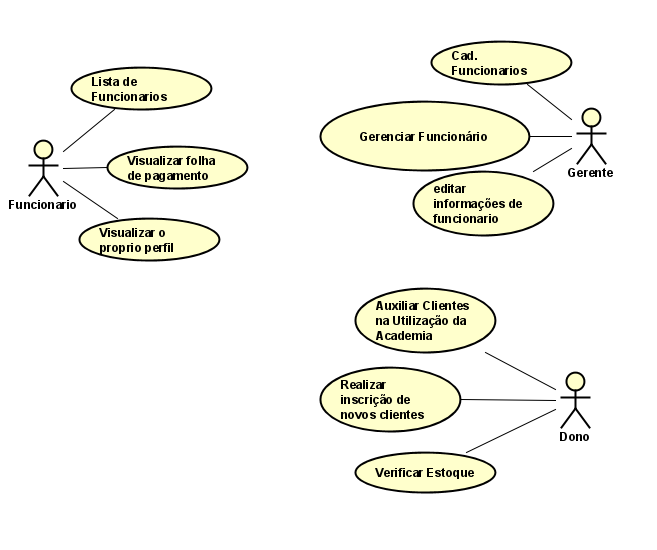 Lista de
Funcionarios
Visualizar folha
de pagamento
Funcionario
Visualizar o
proprio perfil
Cad.
Funcionarios
Gerenciar Funcionário
Gerente
editar
informações de
funcionario
Auxiliar Clientes
na Utilização da
Academia
Realizar
inscrição de
novos clientes
Dono
Verificar Estoque